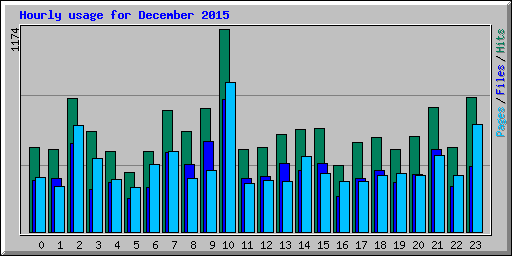 Hourly usage for December 2015
1174
Pages / Files / Hits
0 1 2 3 4 5 6 7 8 9 10 11 12 13 14 15 16 17 18 19 20 21 22 23